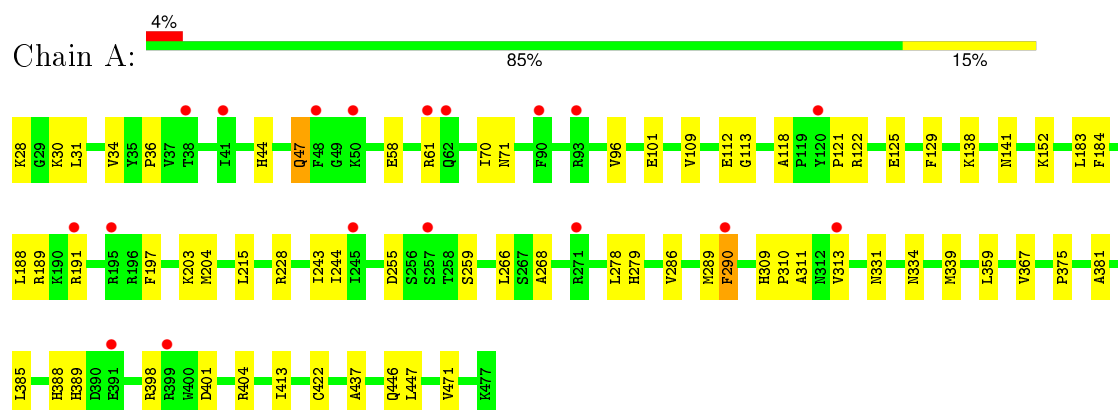 4%
Chain A:
85% 15%
K28 G29 K30 L31 V34 Y35 P36 V37 T38 I41 H44 Q47 F48 G49 K50 E58 R61 Q62 I70 N71 F90 R93 V96 E101 V109 E112 G113 A118 P119 Y120 P121 R122 E125 F129 K138 N141 K152 L183 F184
L188 R189 K190 R191 R195 R196 F197 K203 M204 L215 R228 I243 I244 I245 D255 S256 S257 T258 S259 L266 S267 A268 R271 L278 H279 V286 M289 F290 H309 P310 A311 N312 V313 N331 N334 M339 L359 V367 P375 A381
L385 H388 H389 D390 E391 R398 R399 W400 D401 R404 I413 C422 A437 Q446 L447 V471 K477